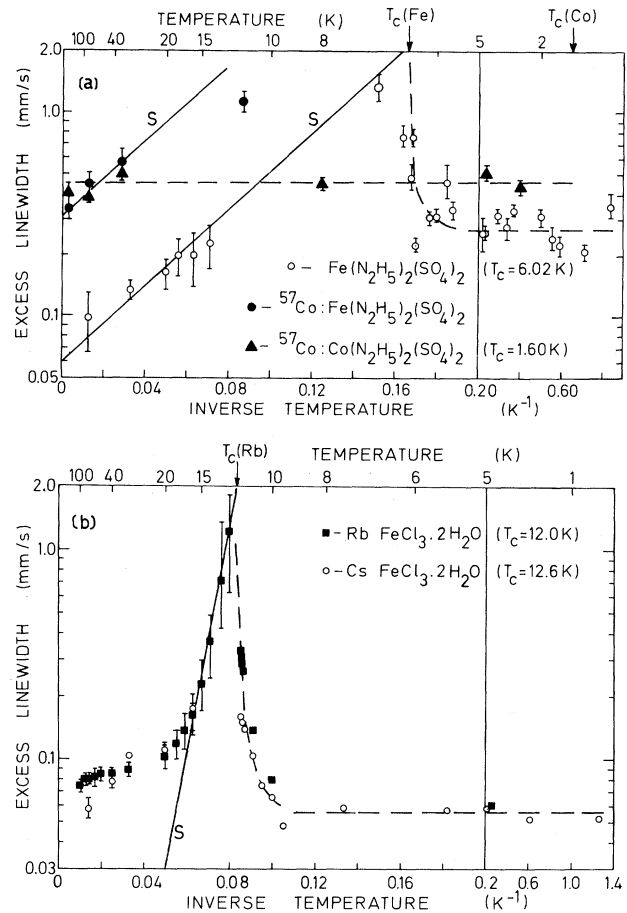 TEMPERATURE (K)
T_c(Fe)
T_c(Co)
100 40 20 15 10 8 5 2
(a)
2.0
1.0
0.1
0.05
EXCESS LINEWIDTH (mm/s)
S
S
○ – Fe(N₂H₅)₂(SO₄)₂ (T_c=6.02K)
● – ⁵⁷Co:Fe(N₂H₅)₂(SO₄)₂
▲ – ⁵⁷Co:Co(N₂H₅)₂(SO₄)₂ (T_c=1.60K)
0 0.04 0.08 0.12 0.16 0.20 0.60
INVERSE TEMPERATURE (K⁻¹)
T_c(Rb)
TEMPERATURE (K)
100 40 20 15 10 8 6 5 1
(b)
2.0
1.0
0.1
0.03
EXCESS LINEWIDTH (mm/s)
S
■ – Rb FeCl₃.2H₂O (T_c=12.0K)
○ – Cs FeCl₃.2H₂O (T_c=12.6K)
0 0.04 0.08 0.12 0.16 0.2 0.6 1.0 1.4
INVERSE TEMPERATURE (K⁻¹)